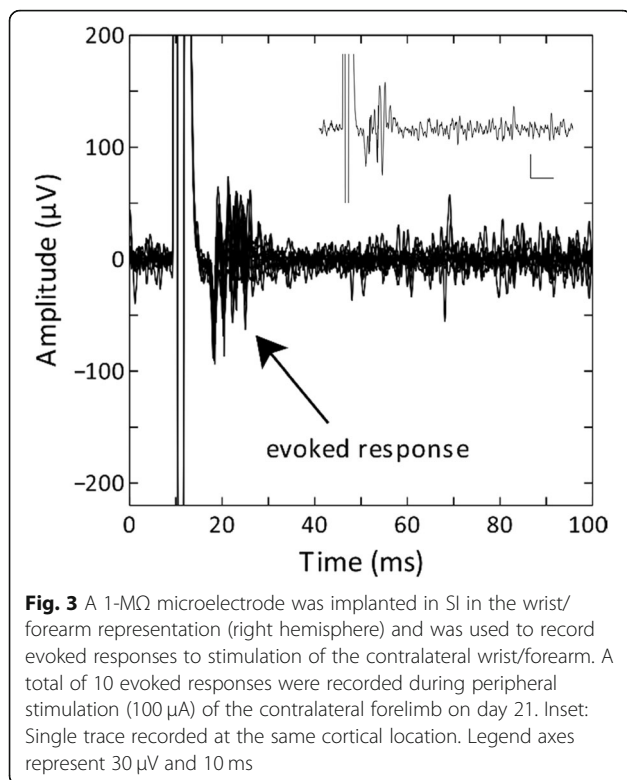 200
100
0
−100
−200
Amplitude (µV)
evoked response
0 20 40 60 80 100
Time (ms)
Fig. 3 A 1-MΩ microelectrode was implanted in SI in the wrist/
forearm representation (right hemisphere) and was used to record
evoked responses to stimulation of the contralateral wrist/forearm. A
total of 10 evoked responses were recorded during peripheral
stimulation (100 µA) of the contralateral forelimb on day 21. Inset:
Single trace recorded at the same cortical location. Legend axes
represent 30 µV and 10 ms